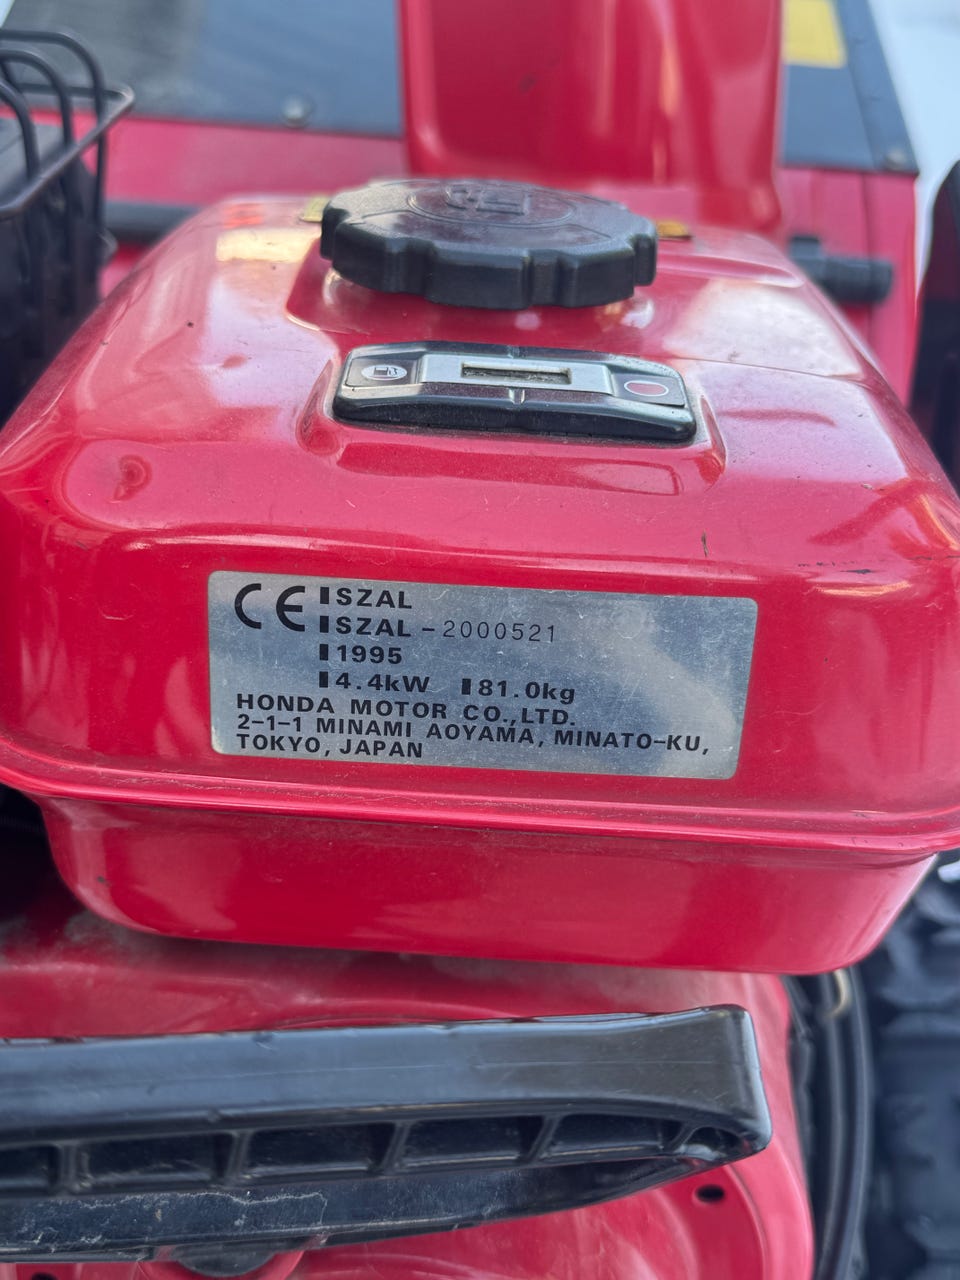 CE SZAL
SZAL-2000521
1995
4.4kW 81.0kg
HONDA MOTOR CO.,LTD.
2-1-1 MINAMI AOYAMA, MINATO-KU,
TOKYO, JAPAN